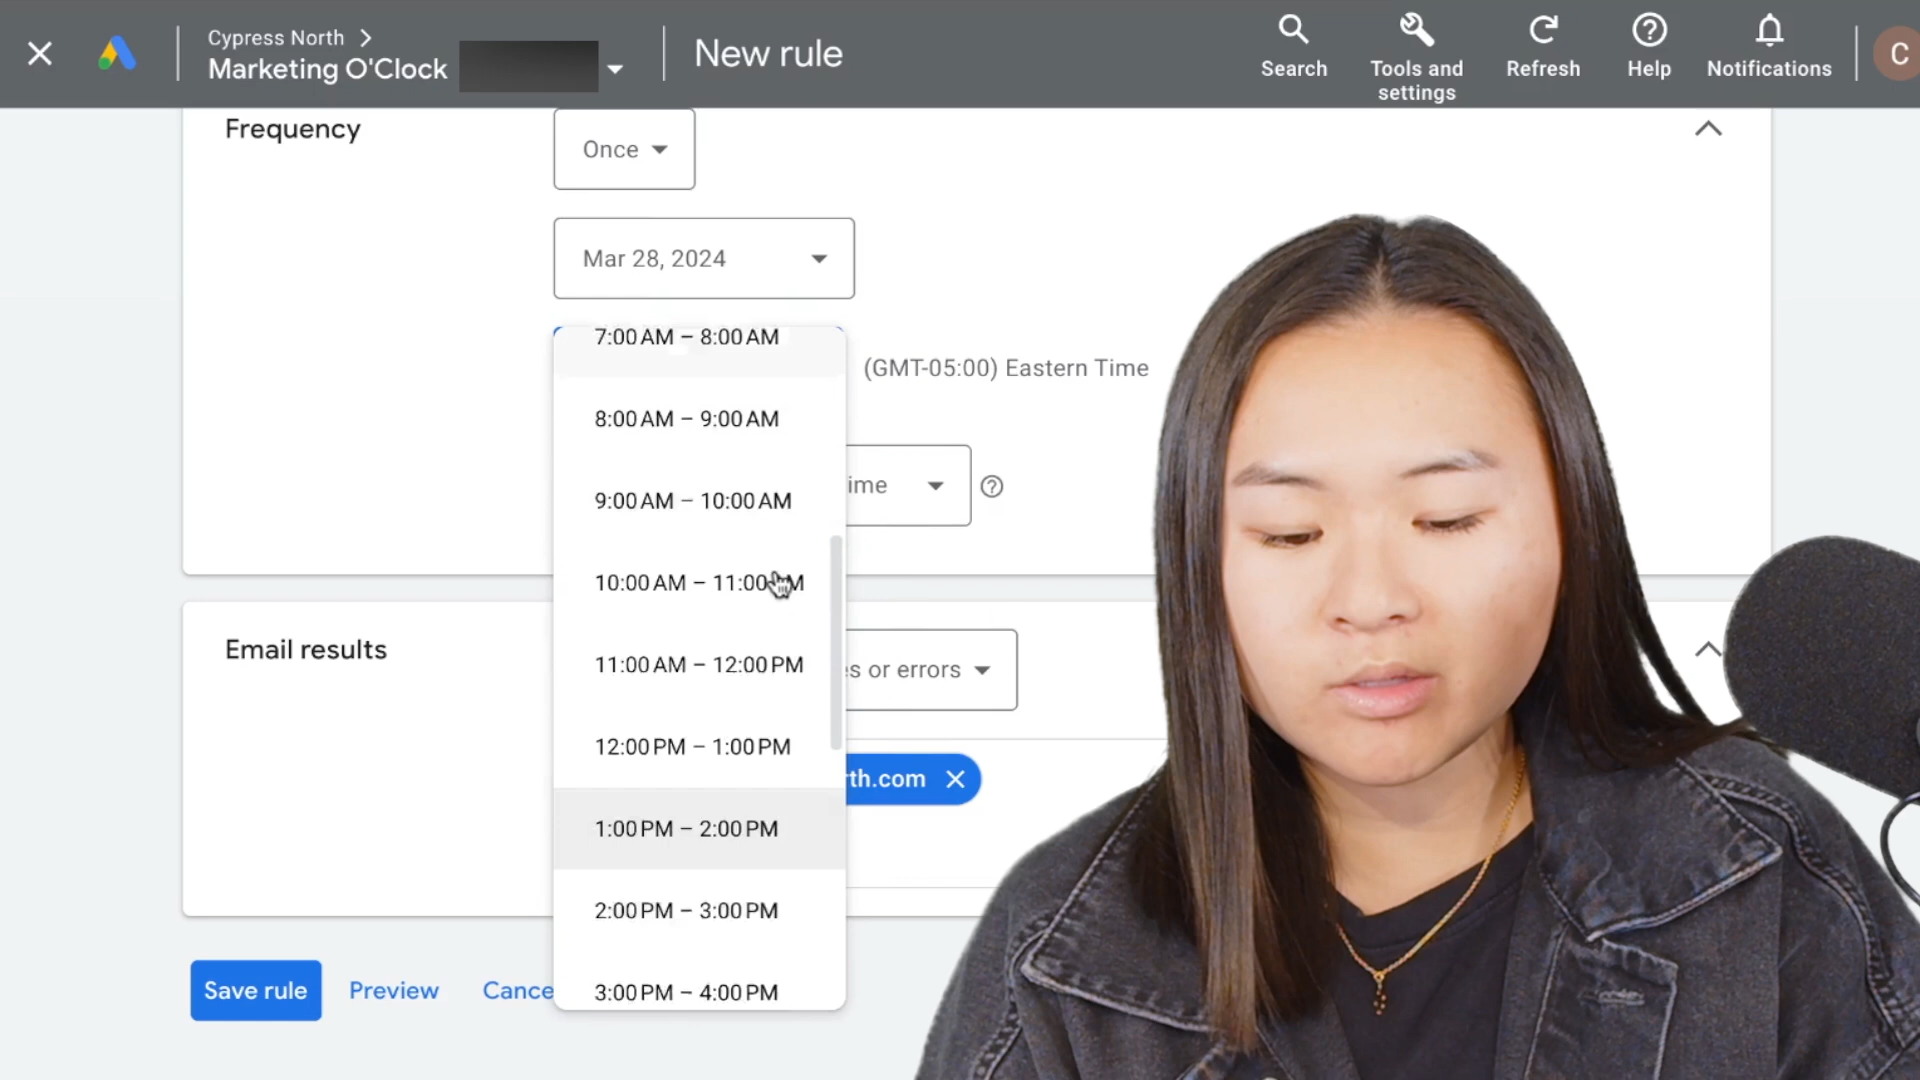 Cypress North
Marketing O'Clock
New rule
Search
Tools and
settings
Refresh
Help
Notifications
C
Frequency
Once
Mar 28, 2024
7:00 AM – 8:00 AM
(GMT-05:00) Eastern Time
8:00 AM – 9:00 AM
9:00 AM – 10:00 AM
10:00 AM – 11:00
11:00 AM – 12:00 PM
Email results
s or errors
12:00 PM – 1:00 PM
th.com
1:00 PM – 2:00 PM
2:00 PM – 3:00 PM
3:00 PM – 4:00 PM
Save rule
Preview
Cance